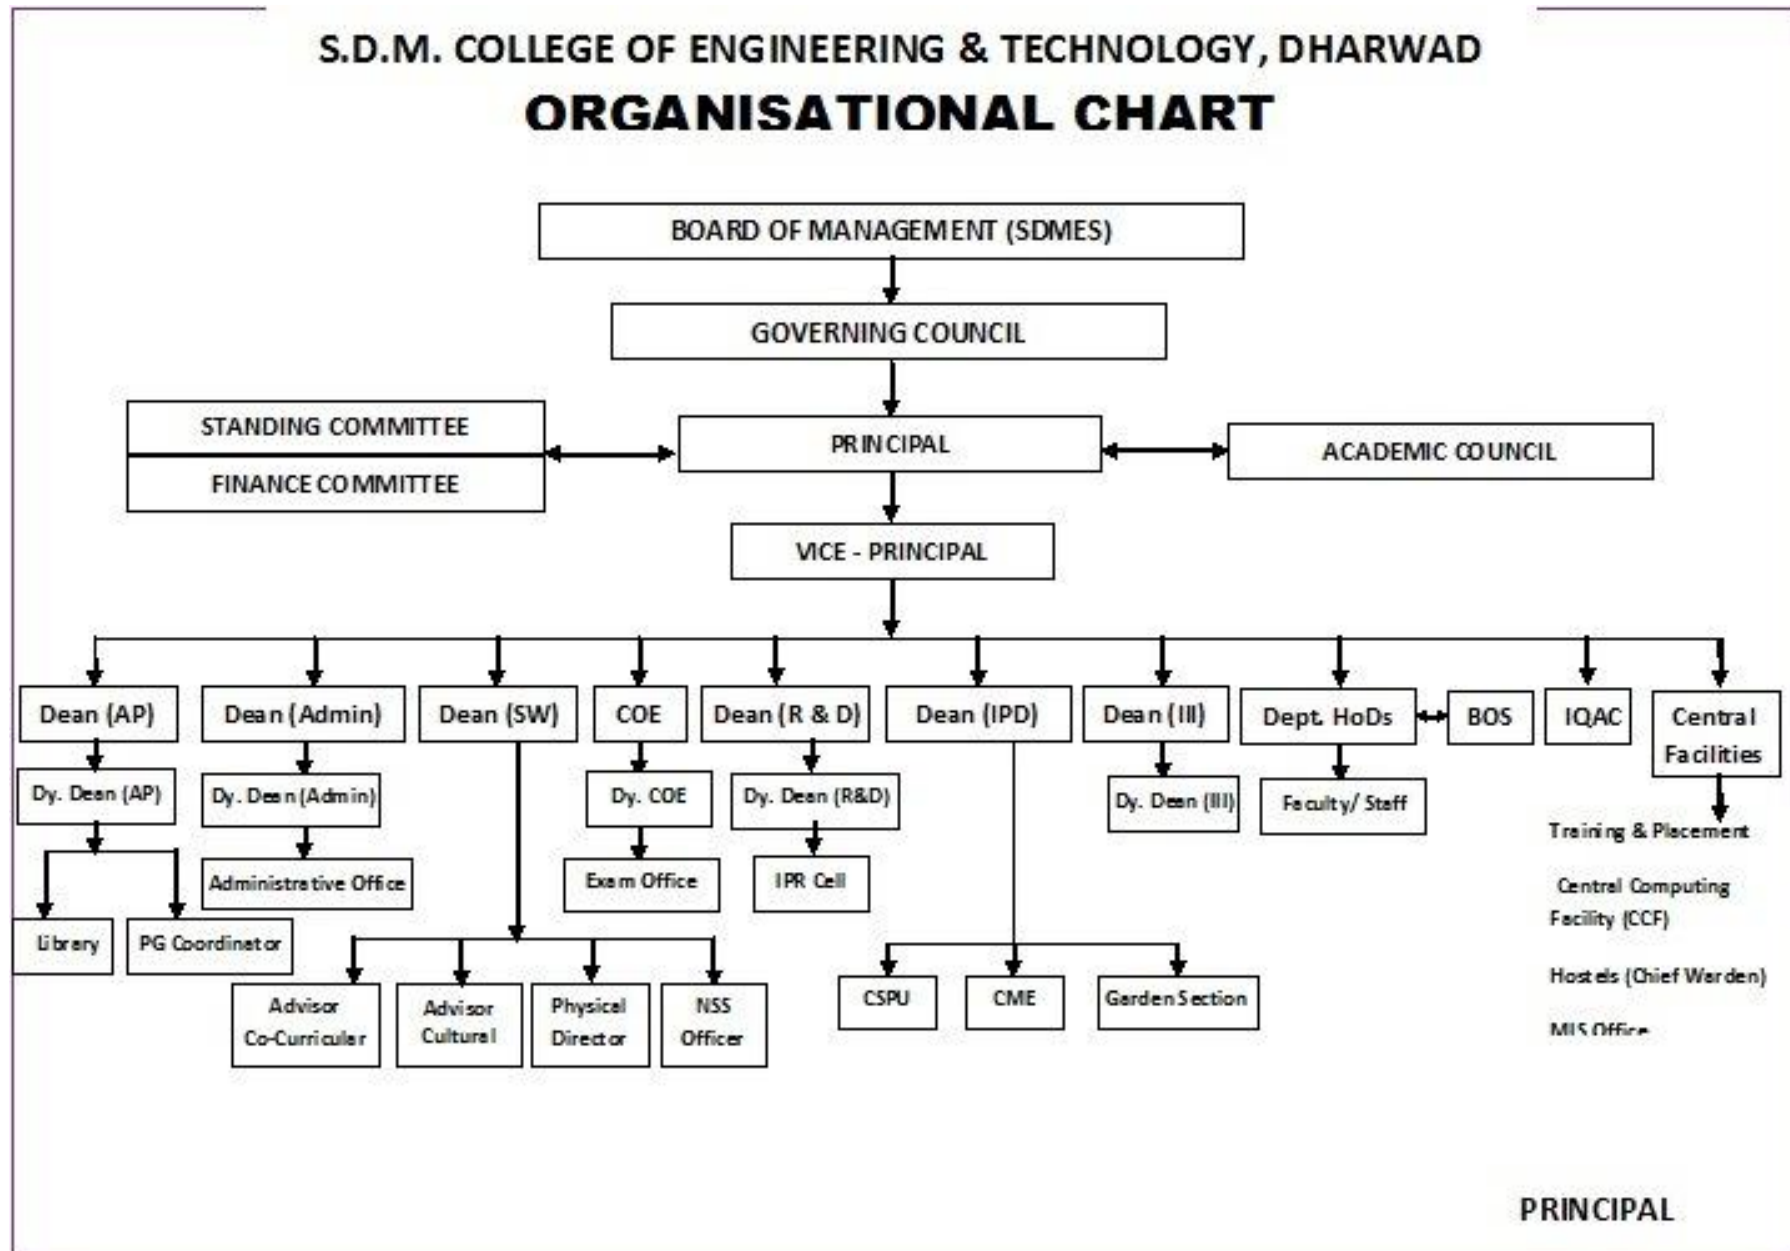 S.D.M. COLLEGE OF ENGINEERING & TECHNOLOGY, DHARWAD
ORGANISATIONAL CHART
BOARD OF MANAGEMENT (SDMES)
GOVERNING COUNCIL
STANDING COMMITTEE
FINANCE COMMITTEE
PRINCIPAL
ACADEMIC COUNCIL
VICE - PRINCIPAL
Dean (AP)
Dean (Admin)
Dean (SW)
COE
Dean (R & D)
Dean (IPD)
Dean (III)
Dept. HoDs
BOS
IQAC
Central
Facilities
Dy. Dean (AP)
Dy. Dean (Admin)
Dy. COE
Dy. Dean (R&D)
Dy. Dean (III)
Faculty/ Staff
Training & Placement
Central Computing
Facility (CCF)
Hostels (Chief Warden)
MIS Office
Administrative Office
Exam Office
IPR Cell
Library
PG Coordinator
Advisor
Co-Curricular
Advisor
Cultural
Physical
Director
NSS
Officer
CSPU
CME
Garden Section
PRINCIPAL